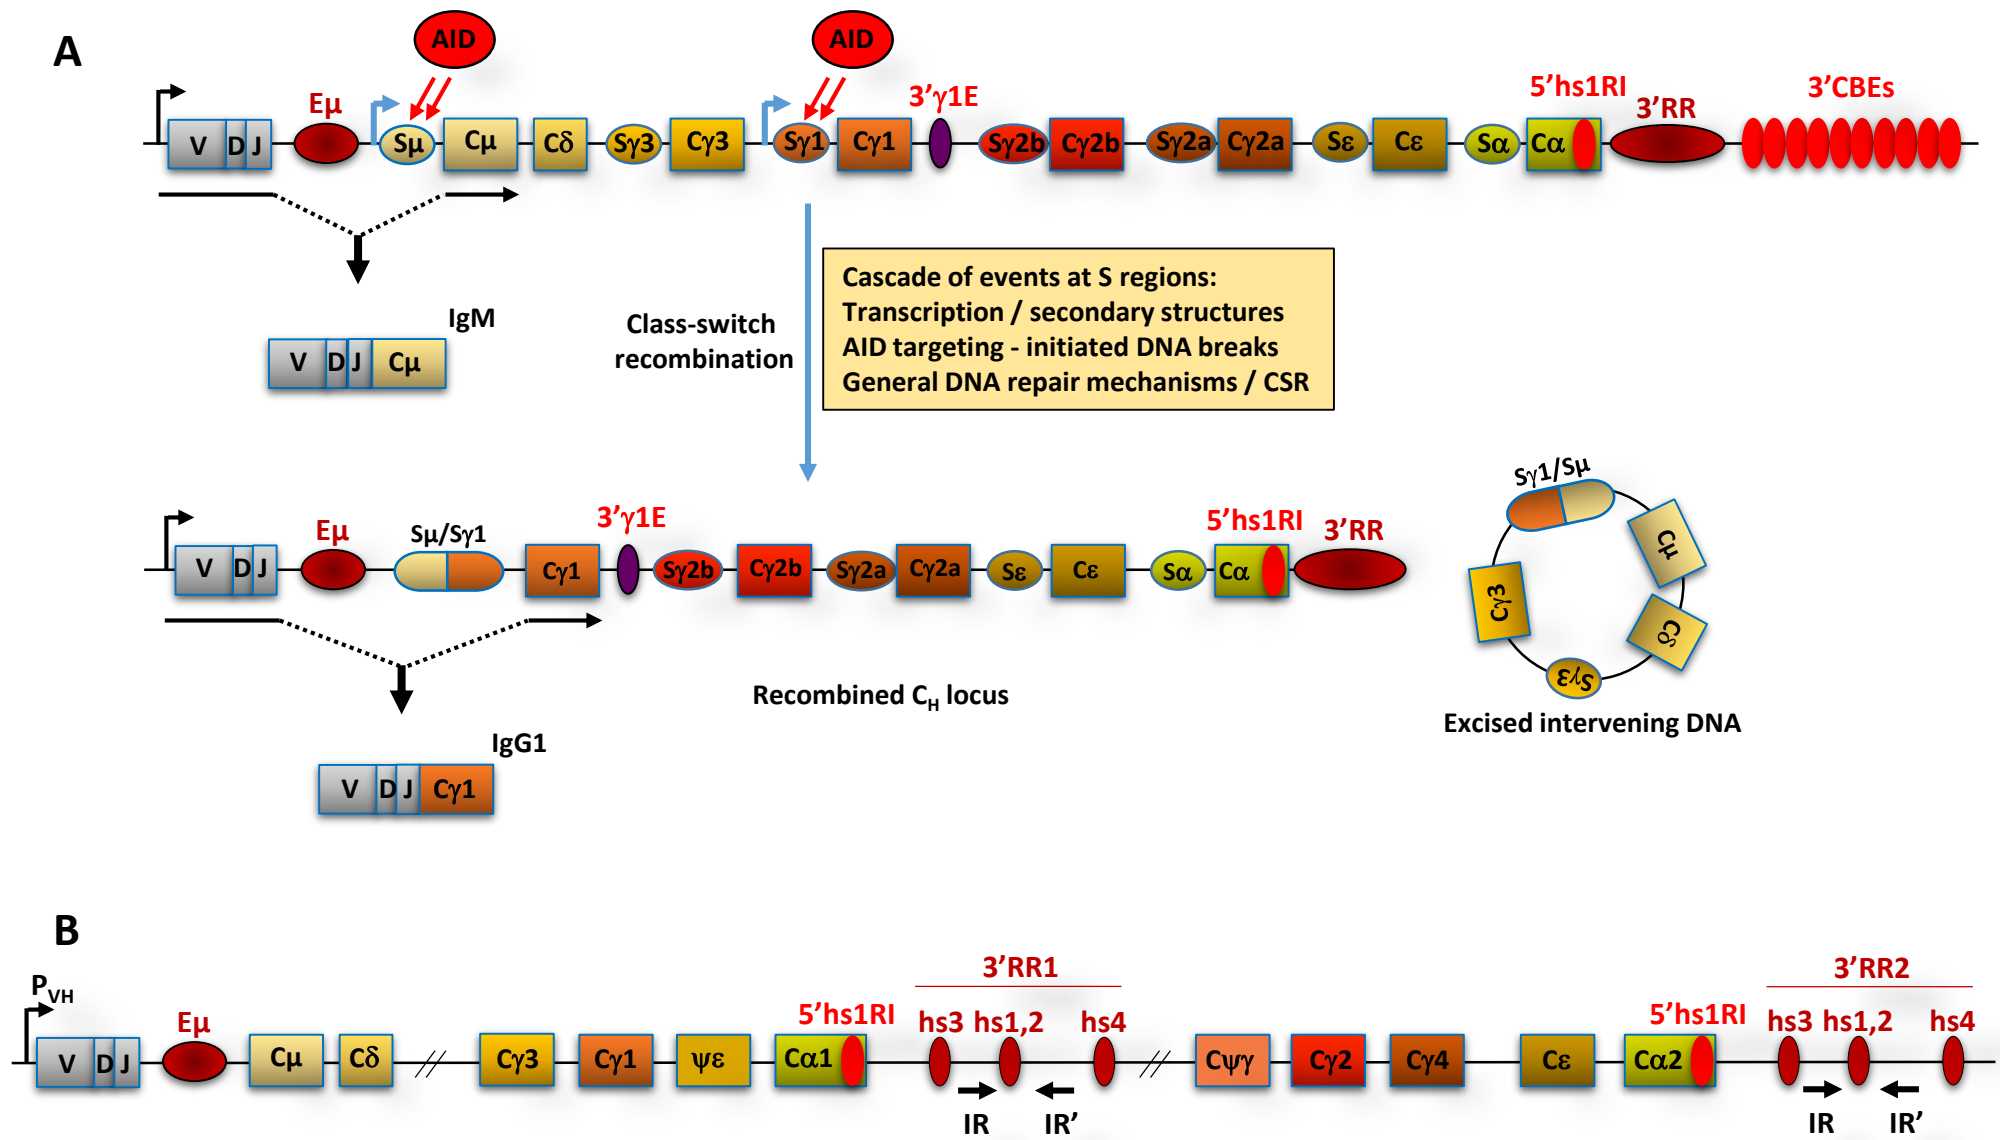 A
AID AID
Eµ 3'γ1E 5'hs1RI 3'RR 3'CBEs
V D J Sµ Cµ Cδ Sγ3 Cγ3 Sγ1 Cγ1 Sγ2b Cγ2b Sγ2a Cγ2a Sε Cε Sα Cα
Cascade of events at S regions:
Transcription / secondary structures
AID targeting - initiated DNA breaks
General DNA repair mechanisms / CSR
Class-switch
recombination
IgM
V D J Cµ
Eµ Sµ/Sγ1 3'γ1E 5'hs1RI 3'RR
V D J Cγ1 Sγ2b Cγ2b Sγ2a Cγ2a Sε Cε Sα Cα
Sγ1/Sµ
Cµ
Cδ
Sγ3
Cγ3
Recombined CH locus
Excised intervening DNA
IgG1
V D J Cγ1
B
PVH
3'RR1 3'RR2
Eµ 5'hs1RI hs3 hs1,2 hs4 5'hs1RI hs3 hs1,2 hs4
V D J Cµ Cδ // Cγ3 Cγ1 ψε Cα1 // Cψγ Cγ2 Cγ4 Cε Cα2
IR IR' IR IR'